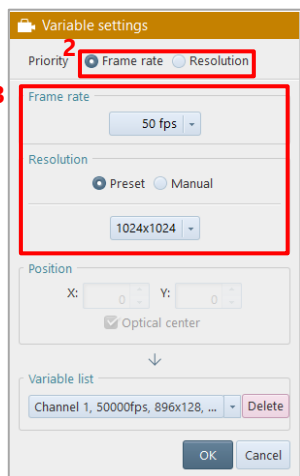 Variable settings
2
Priority Frame rate Resolution
3
Frame rate
50 fps
Resolution
Preset Manual
1024x1024
Position
X: 0 Y: 0
Optical center
Variable list
Channel 1, 50000fps, 896x128, ... Delete
OK Cancel